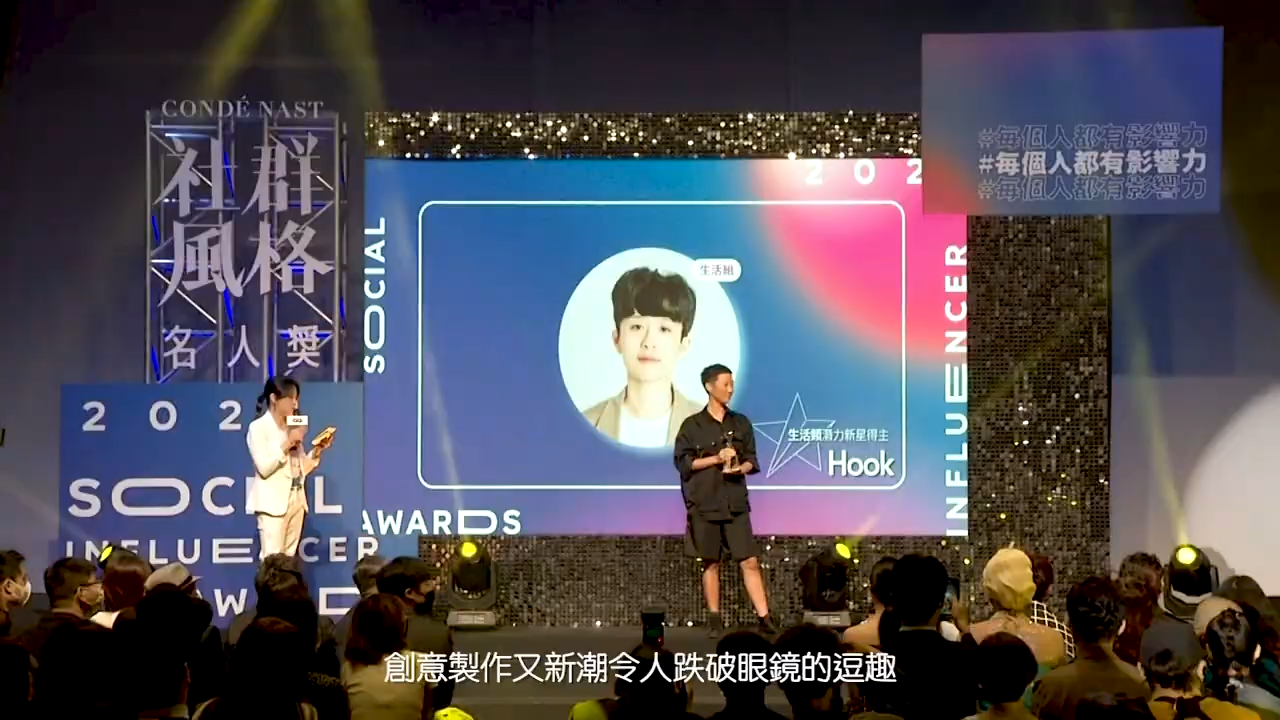 CONDÉ NAST
社群
風格
名人獎
202
SOCIAL
INFLUENCER
AW
202
SOCIAL
INFLUENCER
AWARDS
生活組
生活類潛力新星得主
Hook
#每個人都有影響力
#每個人都有影響力
#每個人都有影響力
GQ
創意製作又新潮令人跌破眼鏡的逗趣